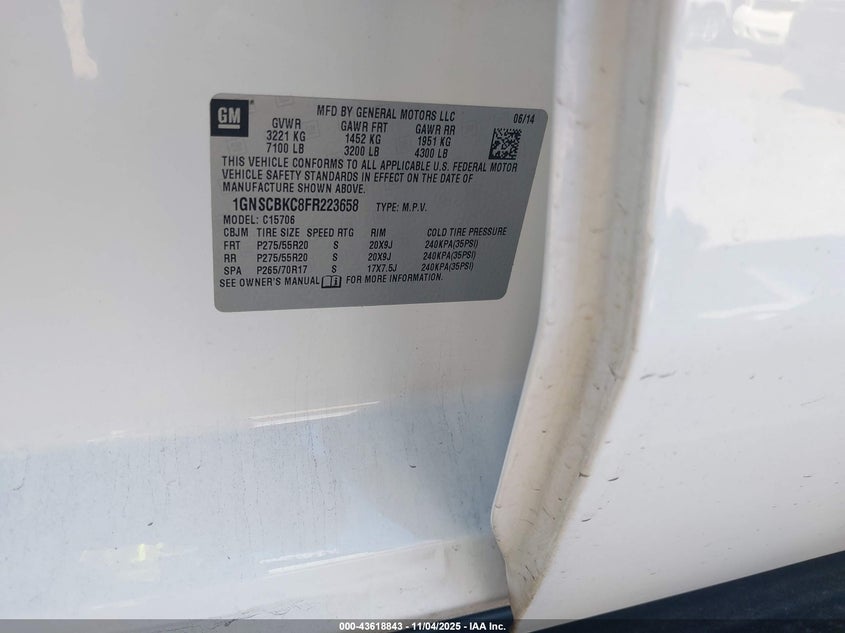 GM
MFD BY GENERAL MOTORS LLC 06/14
GVWR GAWR FRT GAWR RR
3221 KG 1452 KG 1951 KG
7100 LB 3200 LB 4300 LB
THIS VEHICLE CONFORMS TO ALL APPLICABLE U.S. FEDERAL MOTOR
VEHICLE SAFETY STANDARDS IN EFFECT ON THE DATE OF
MANUFACTURE SHOWN ABOVE.
1GNSCBKC8FR223658 TYPE: M.P.V.
MODEL: C15706
CBJM TIRE SIZE SPEED RTG RIM COLD TIRE PRESSURE
FRT P275/55R20 S 20X9J 240KPA(35PSI)
RR P275/55R20 S 20X9J 240KPA(35PSI)
SPA P265/70R17 S 17X7.5J 240KPA(35PSI)
SEE OWNER'S MANUAL FOR MORE INFORMATION.
000-43618843 — 11/04/2025 - IAA Inc.